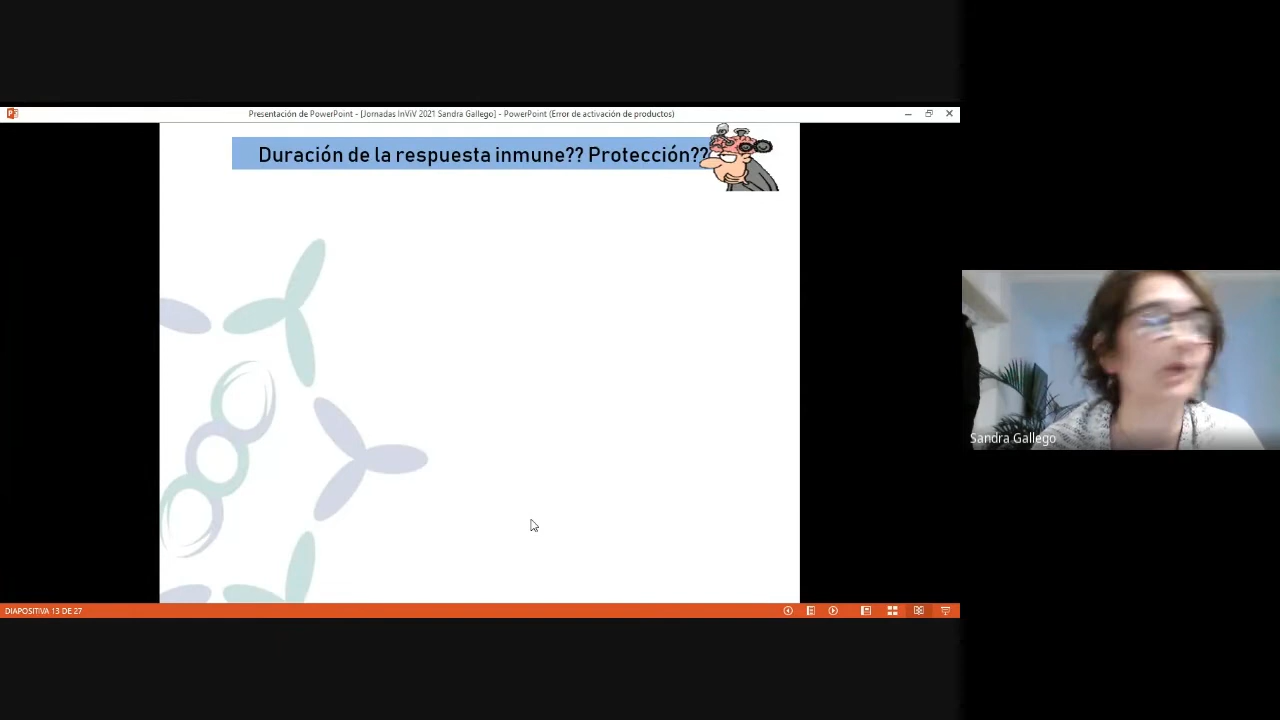 Presentación de PowerPoint - [Jornadas InViV 2021 Sandra Gallego] - PowerPoint (Error de activación de productos)
Duración de la respuesta inmune?? Protección??
Sandra Gallego
DIAPOSITIVA 13 DE 27